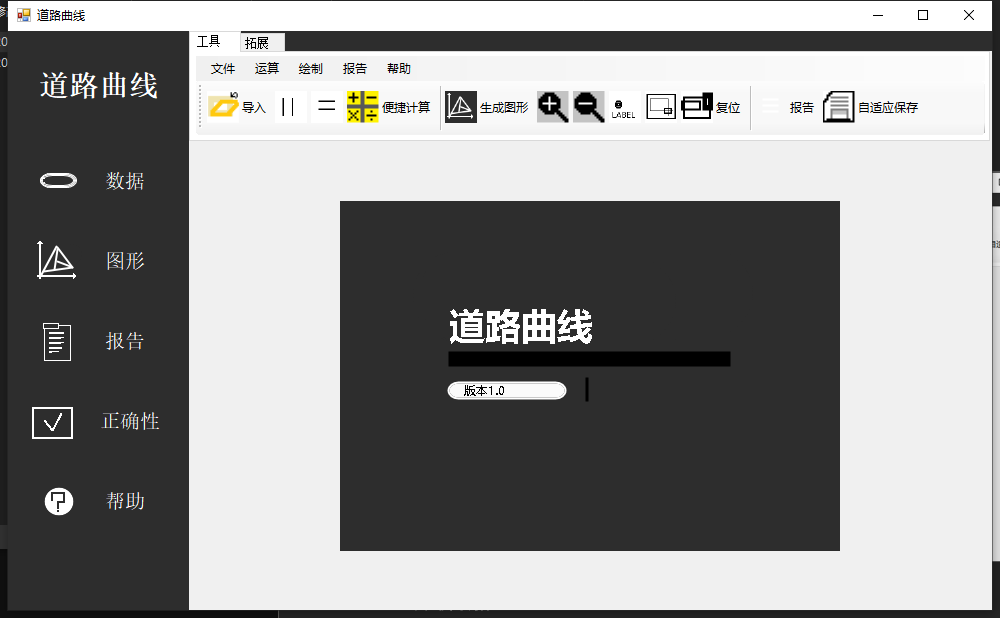 道路曲线
工具 拓展
道路曲线
文件 运算 绘制 报告 帮助
导入 便捷计算 生成图形 LABEL 复位 报告 自适应保存
数据
图形
报告
正确性
帮助
道路曲线
版本1.0